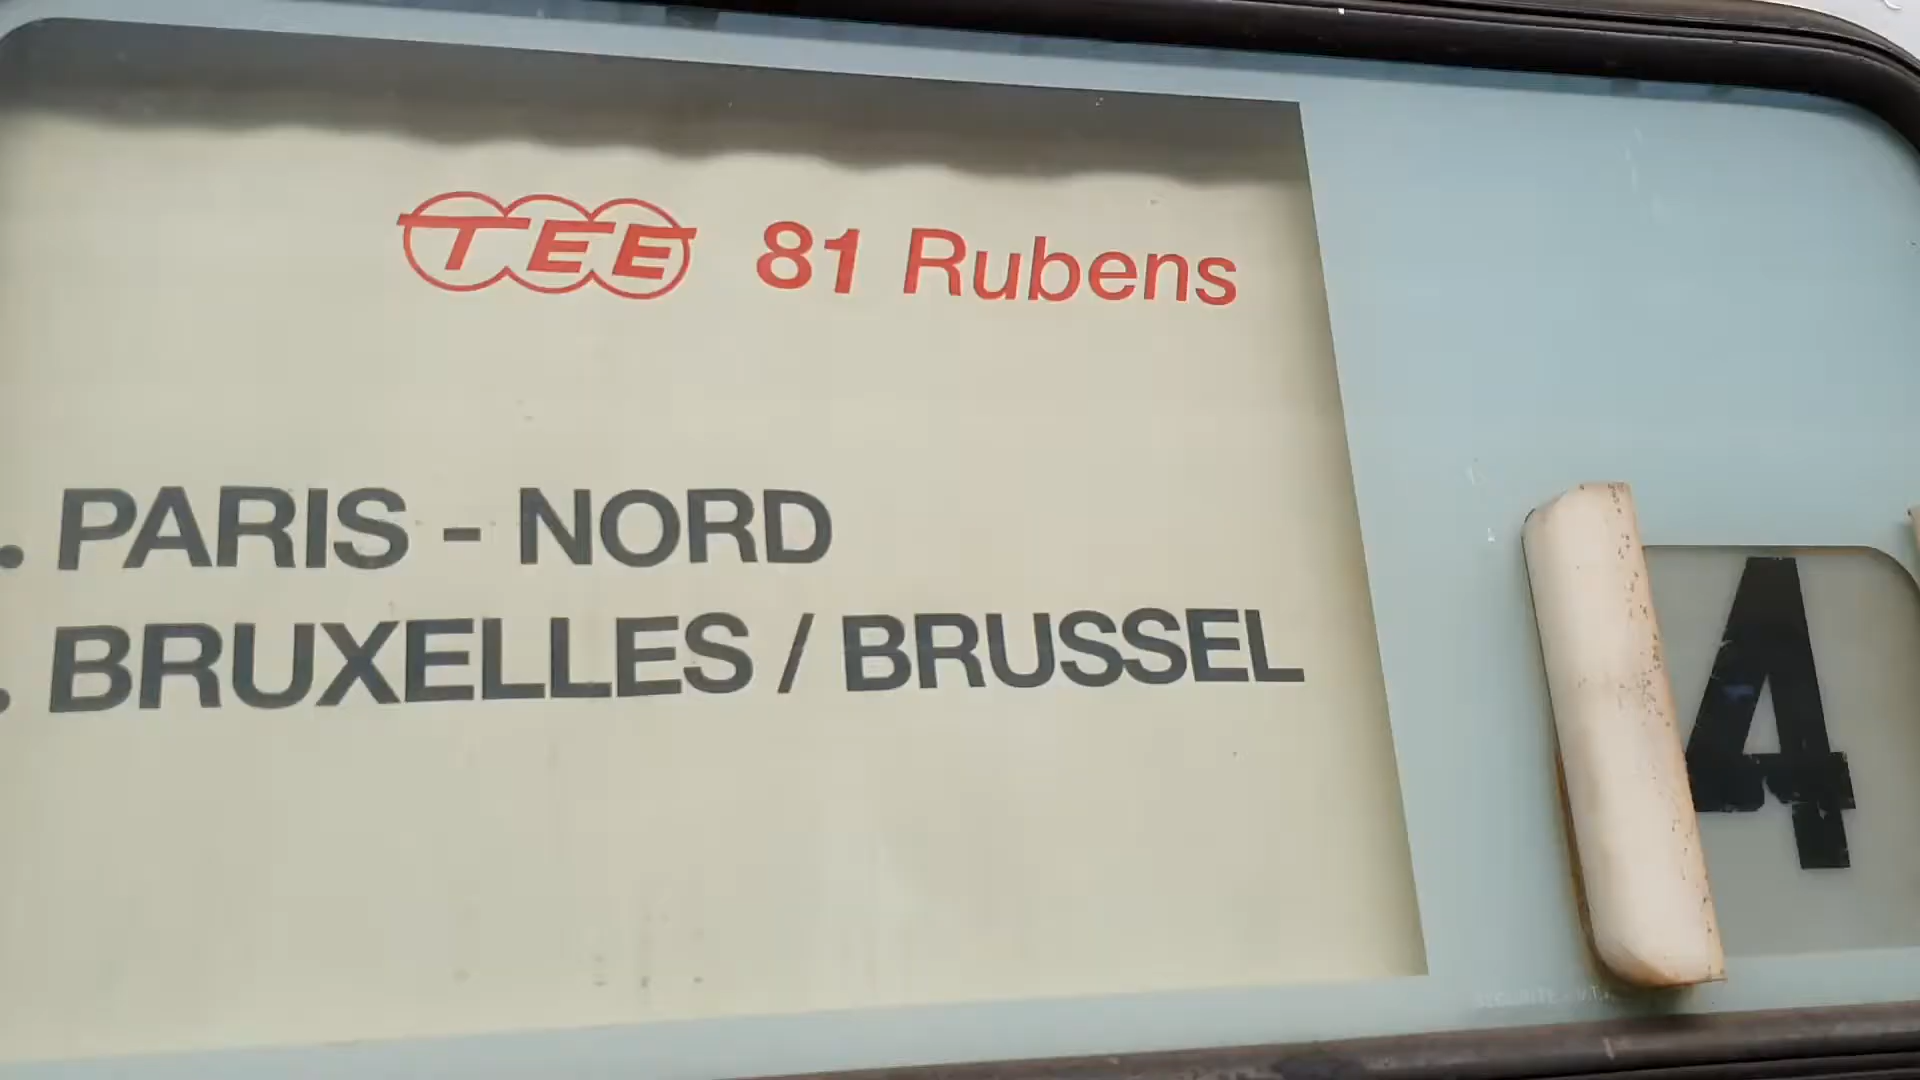 TEE 81 Rubens
. PARIS - NORD
. BRUXELLES / BRUSSEL
4